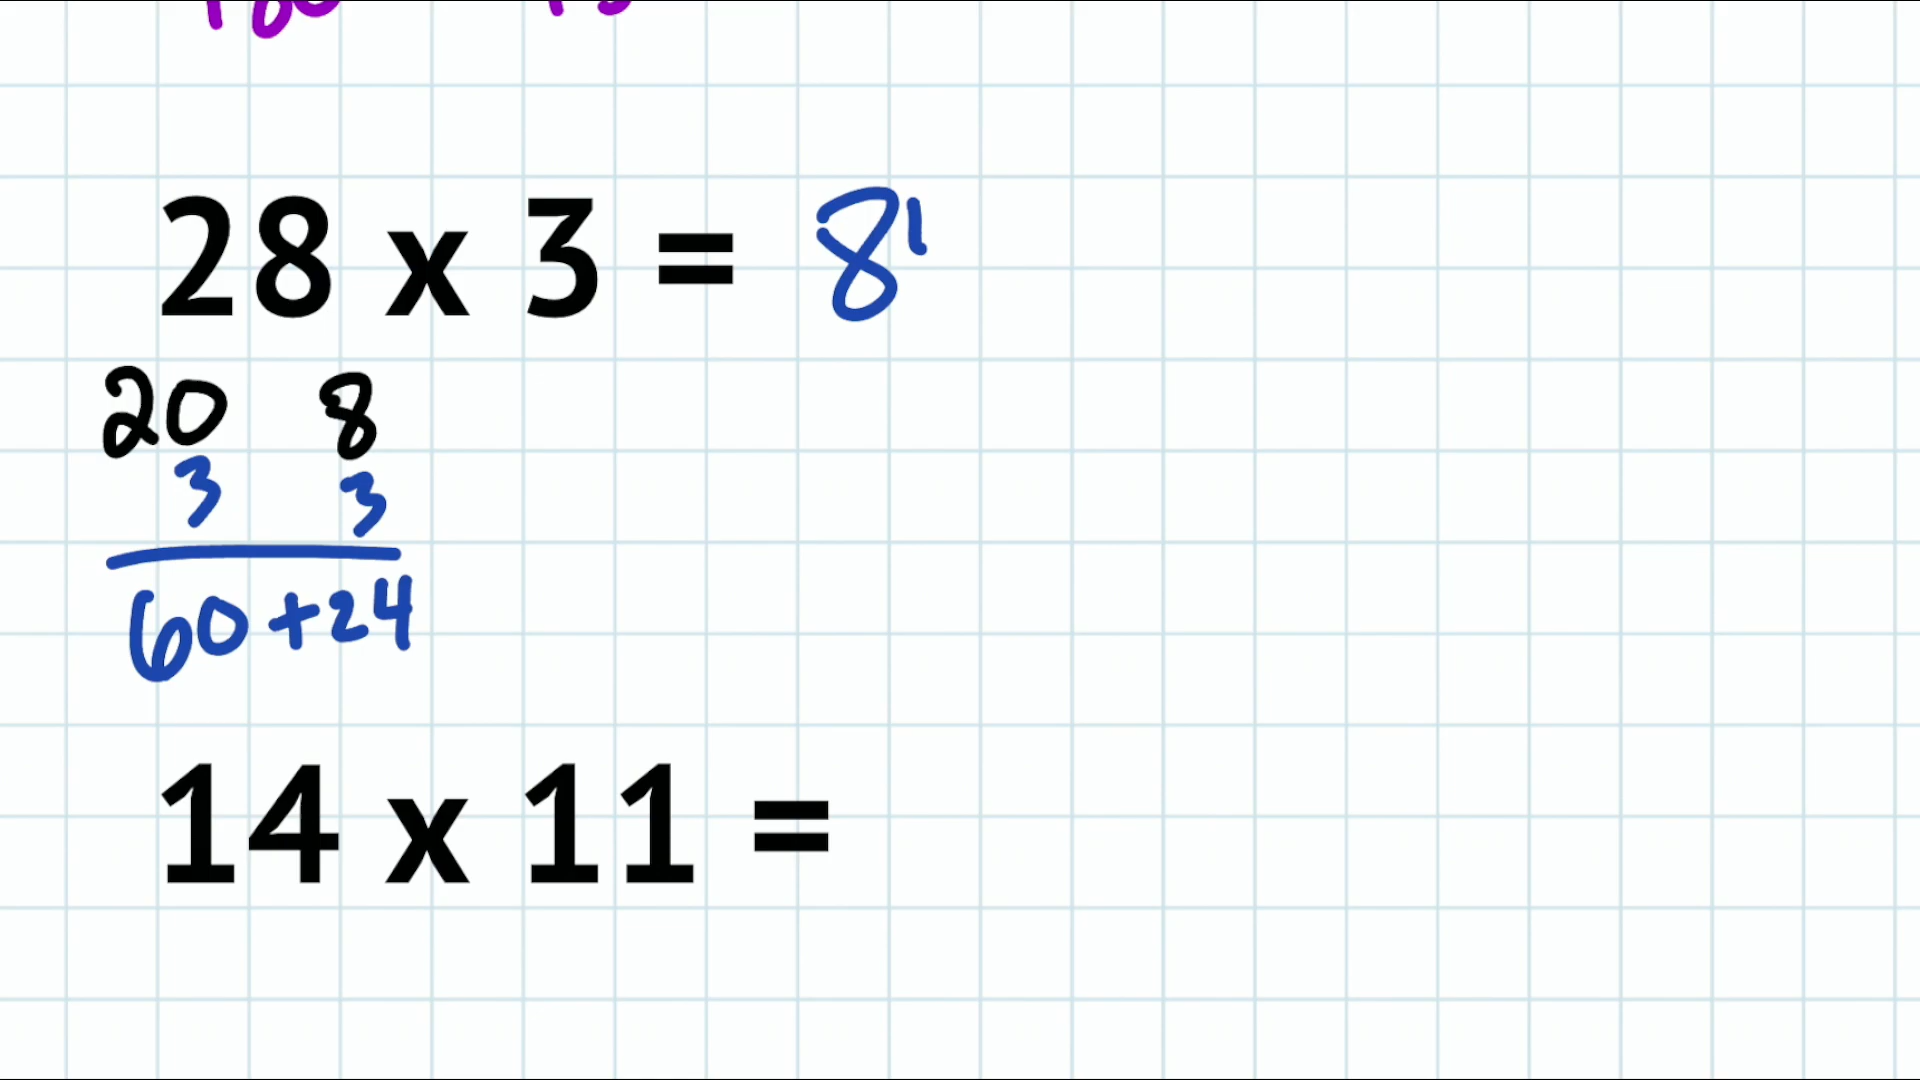 28 x 3 = 8
20 8
3 3
60 + 24
14 x 11 =